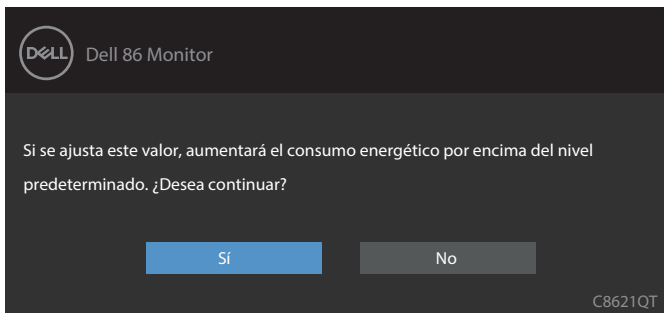 DELL Dell 86 Monitor
Si se ajusta este valor, aumentará el consumo energético por encima del nivel
predeterminado. ¿Desea continuar?
Sí No
C8621QT